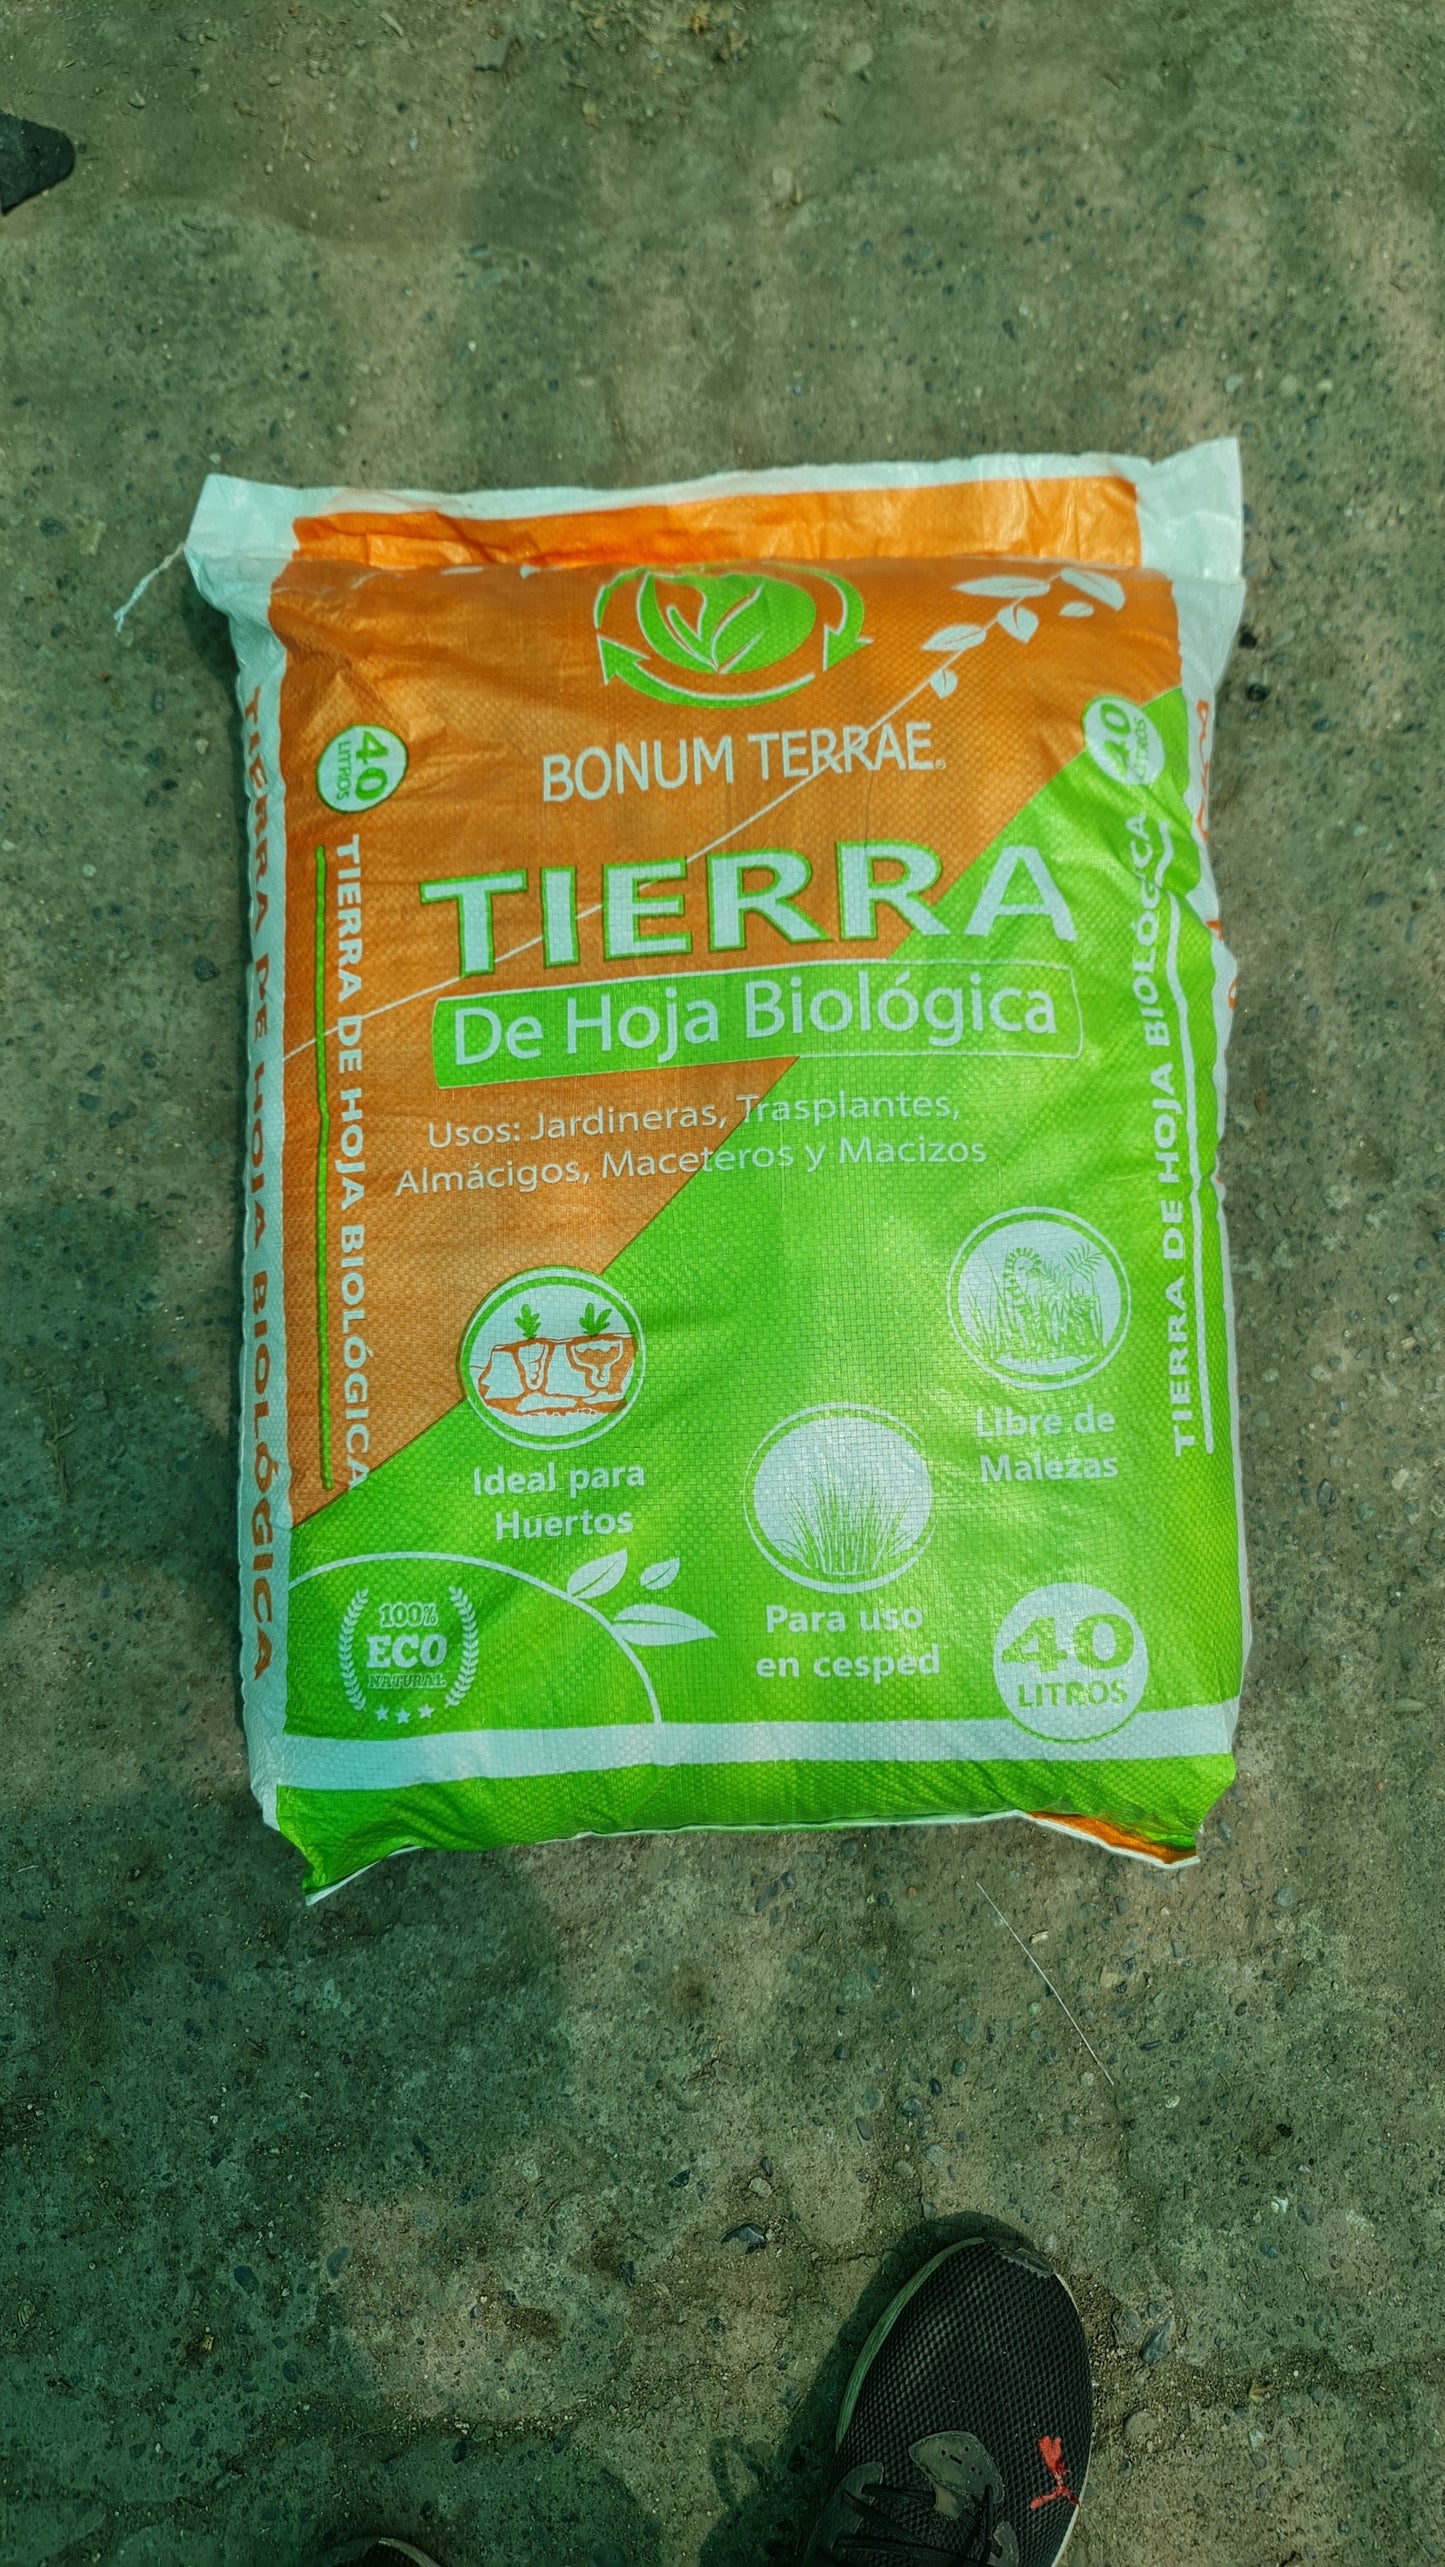 BONUM TERRAE
TIERRA
De Hoja Biológica
Usos: Jardineras, Trasplantes,
Almácigos, Maceteros y Macizos
40
LITROS
TIERRA DE HOJA BIOLÓGICA
40
LITROS
TIERRA DE HOJA BIOLÓGICA
TIERRA DE HOJA BIOLÓGICA
Ideal para
Huertos
Libre de
Malezas
Para uso
en cesped
100%
ECO
NATURAL
40
LITROS